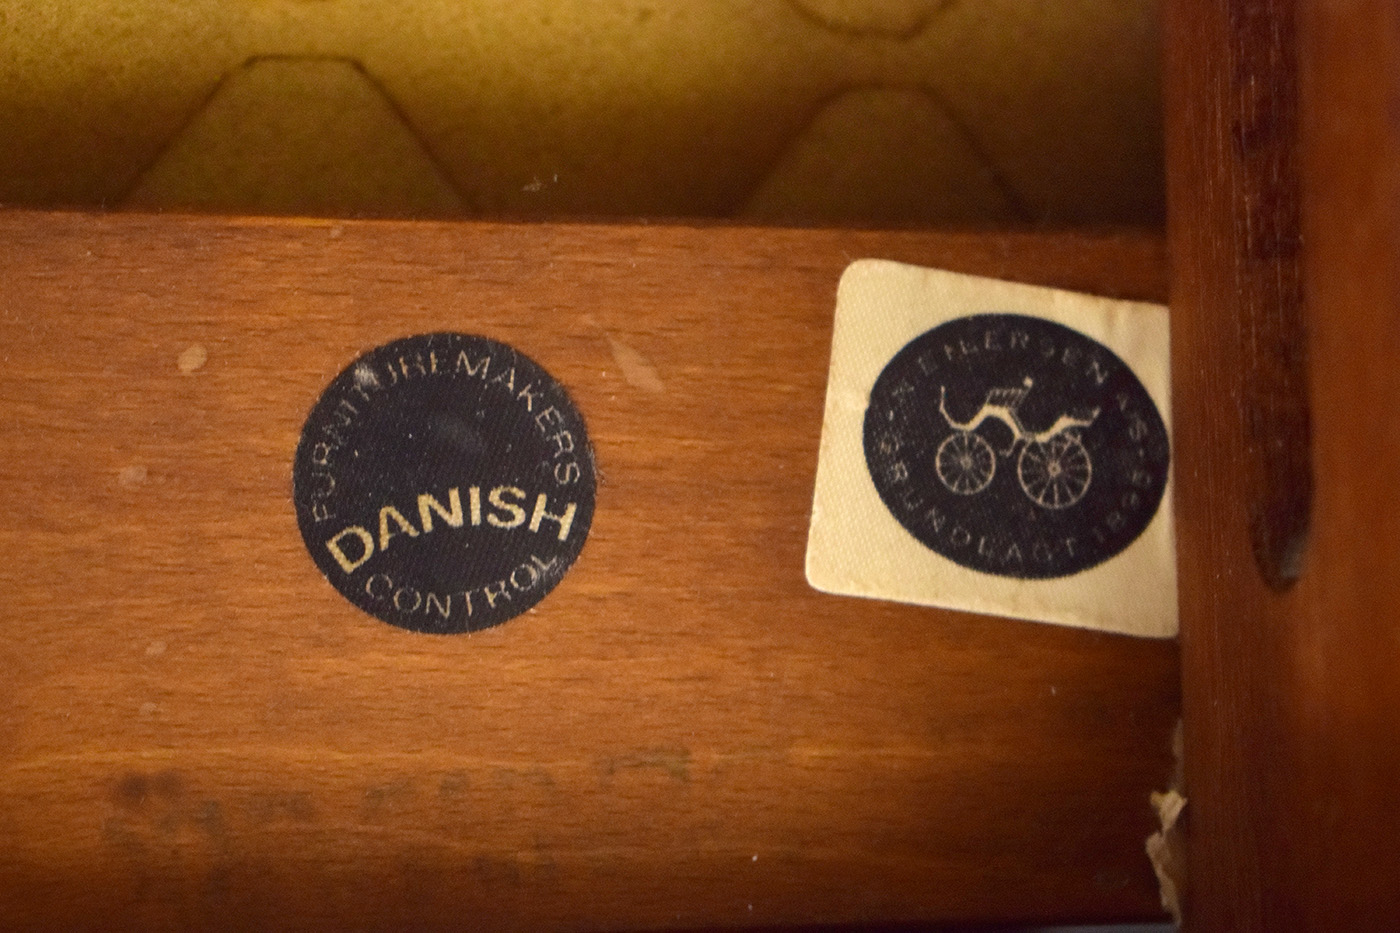 FURNITUREMAKERS
DANISH
CONTROL
N. EILERSEN A/S
GRUNDLAGT 1895